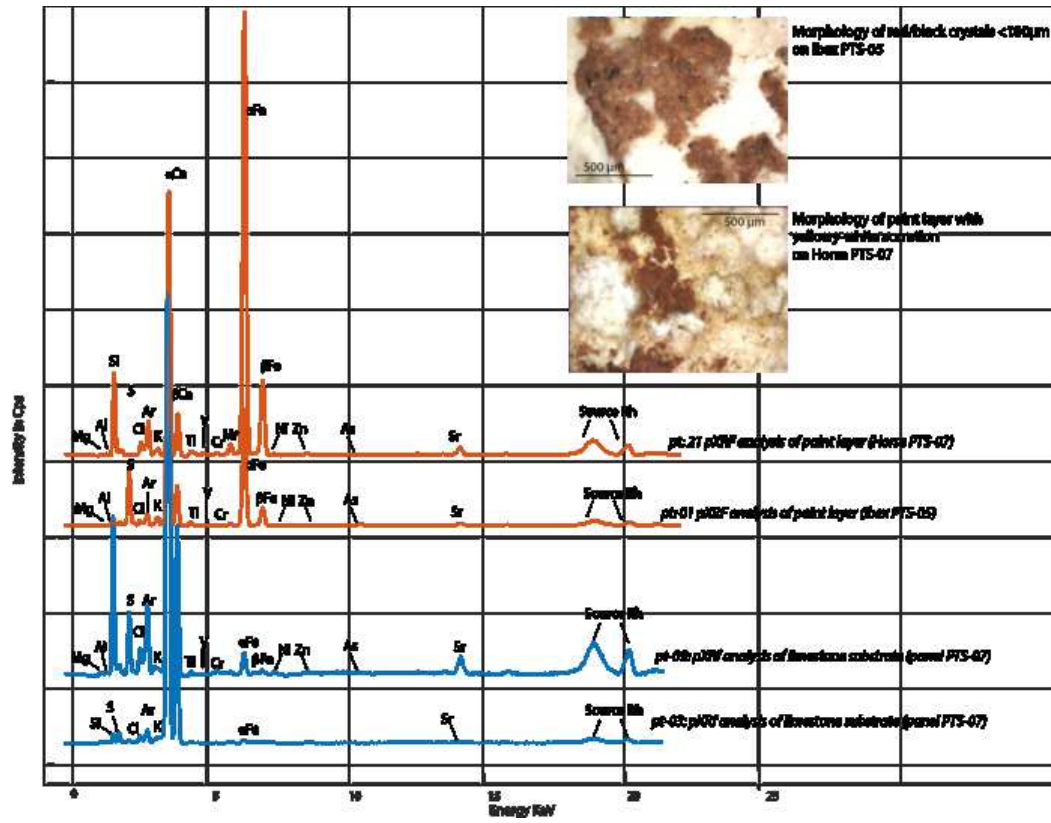 Morphology of red/black crystals <180µm
on Ibex PTS-05
500 µm
500 µm
Morphology of paint layer with
on Horse PTS-07
αFe
αCa
Si
S
Ar
Cl
K
Al
Mg
βCa
Ti
V
Cr
βFe
Ni Zn
As
Sr
Source Rh
pt: 21 pXRF analysis of paint layer (Horse PTS-07)
S
Al
Mg
Cl
Ar
K
Ti
V
Cr
αFe
βFe
Ni Zn
As
Sr
Source Rh
pt:01 pXRF analysis of paint layer (Ibex PTS-05)
S
Ar
Cl
Al
Mg
K
Ti
V
Cr
αFe
βFe
Ni Zn
As
Sr
Source Rh
pt-09: pXRF analysis of limestone substrate (panel PTS-07)
S
Si
Cl
Ar
K
αFe
Sr
Source Rh
pt-03: pXRF analysis of limestone substrate (panel PTS-07)
Intensity in Cps
0
5
10
15
20
25
Energy KeV